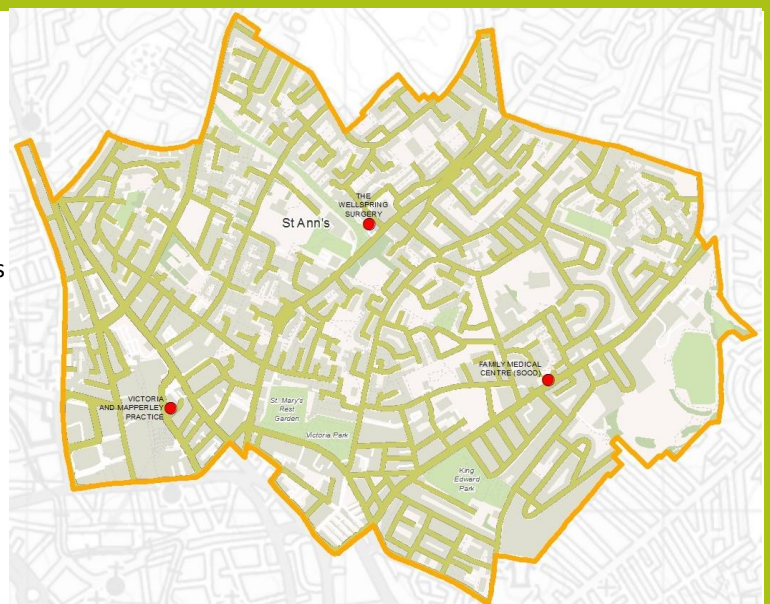 THE
WELLSPRING
SURGERY
St Ann's
s
FAMILY MEDICAL
CENTRE (SOOD)
VICTORIA
AND MAPPERLEY
PRACTICE
St. Mary's
Rest
Garden
Victoria Park
King
Edward
Park